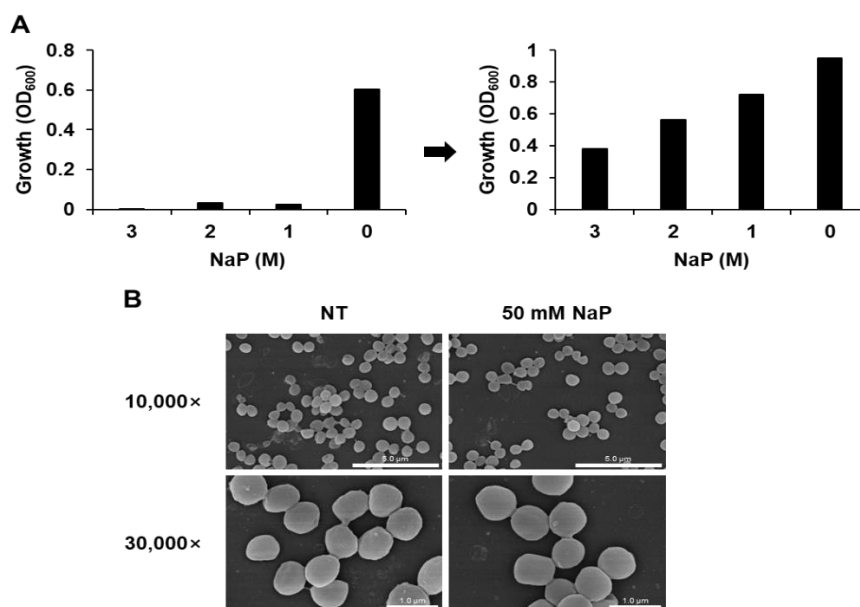 A
Growth (OD600)
0.8
0.6
0.4
0.2
0
3 2 1 0
NaP (M)
Growth (OD600)
1
0.8
0.6
0.4
0.2
0
3 2 1 0
NaP (M)
B
NT 50 mM NaP
10,000×
5.0 µm 5.0 µm
30,000×
1.0 µm 1.0 µm